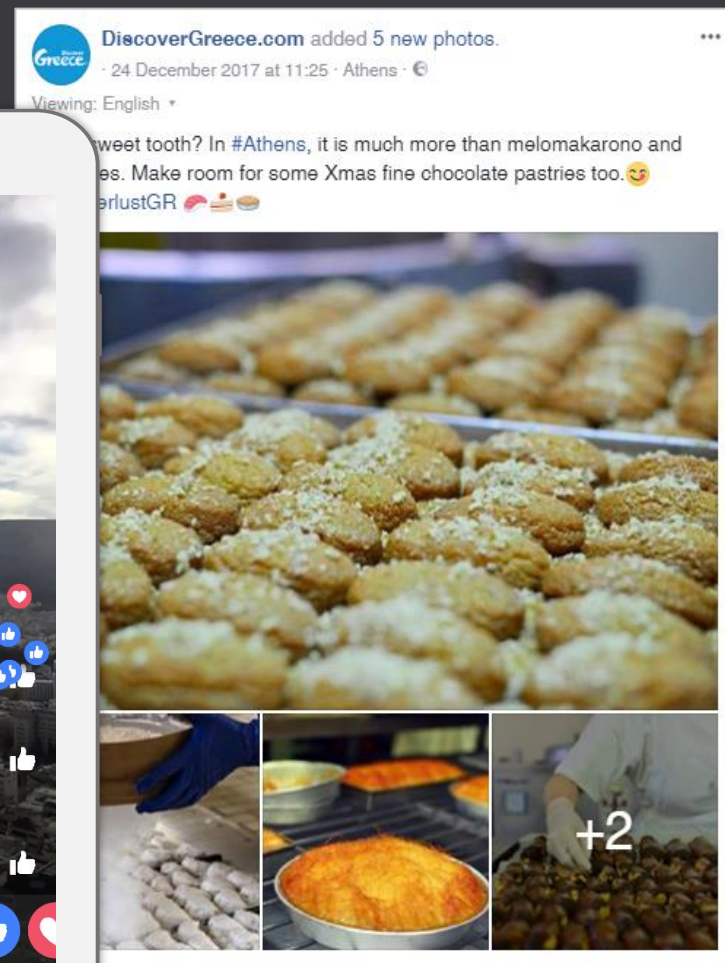 DiscoverGreece.com added 5 new photos.
· 24 December 2017 at 11:25 · Athens ·
Viewing: English
Discover
Greece
sweet tooth? In #Athens, it is much more than melomakarono and
es. Make room for some Xmas fine chocolate pastries too.😋
erlustGR 🍥🍰🥧
+2